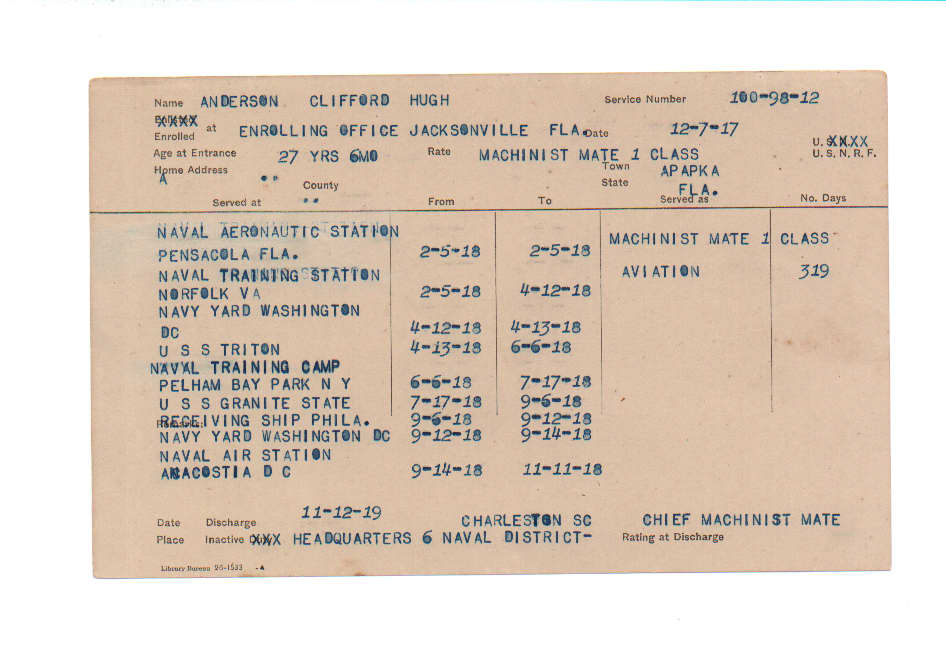 Name ANDERSON CLIFFORD HUGH Service Number 100-98-12
XXXX
Enrolled at ENROLLING OFFICE JACKSONVILLE FLA. Date 12-7-17
U. S. XXXX
Age at Entrance 27 YRS 6MO Rate MACHINIST MATE 1 CLASS U. S. N. R. F.
Home Address Town APAPKA
A " County State FLA.
Served at " From To Served as No. Days
NAVAL AERONAUTIC STATION MACHINIST MATE 1 CLASS
PENSACOLA FLA. 2-5-18 2-5-18
NAVAL TRAINING STATION AVIATION 319
NORFOLK VA 2-5-18 4-12-18
NAVY YARD WASHINGTON
DC 4-12-18 4-13-18
U S S TRITON 4-13-18 6-6-18
NAVAL TRAINING CAMP
PELHAM BAY PARK N Y 6-6-18 7-17-18
U S S GRANITE STATE 7-17-18 9-6-18
RECEIVING SHIP PHILA. 9-6-18 9-12-18
Remarks:
NAVY YARD WASHINGTON DC 9-12-18 9-14-18
NAVAL AIR STATION
ANACOSTIA D C 9-14-18 11-11-18
11-12-19
Date Discharge CHARLESTON SC CHIEF MACHINIST MATE
Place Inactive XXX HEADQUARTERS 6 NAVAL DISTRICT- Rating at Discharge
Library Bureau 26-1533 -A